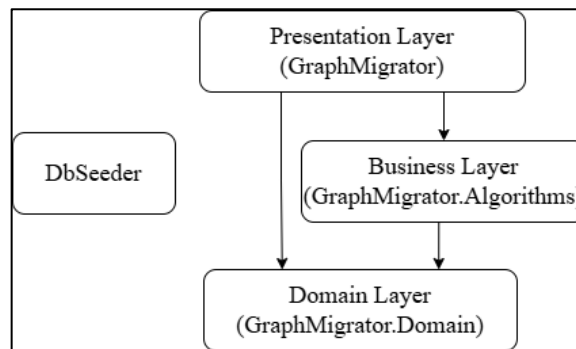 Presentation Layer
(GraphMigrator)
DbSeeder
Business Layer
(GraphMigrator.Algorithms)
Domain Layer
(GraphMigrator.Domain)